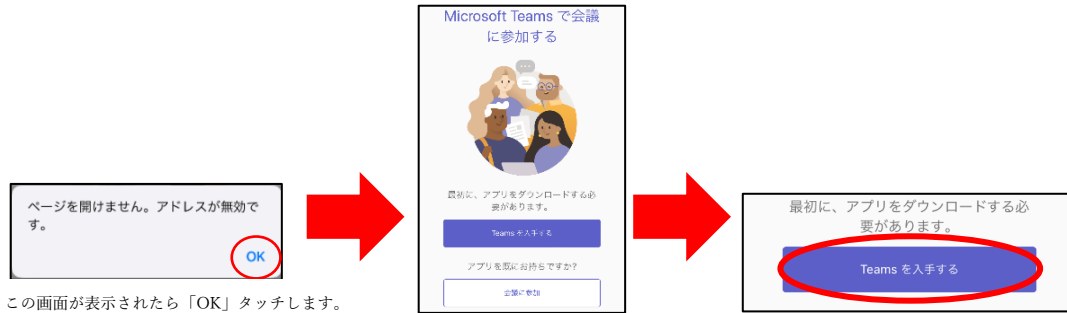 ページを開けません。アドレスが無効で
す。
OK
この画面が表示されたら「OK」タッチします。
Microsoft Teams で会議
に参加する
最初に、アプリをダウンロードする必
要があります。
Teams を入手する
アプリを既にお持ちですか?
会議に参加
最初に、アプリをダウンロードする必
要があります。
Teams を入手する